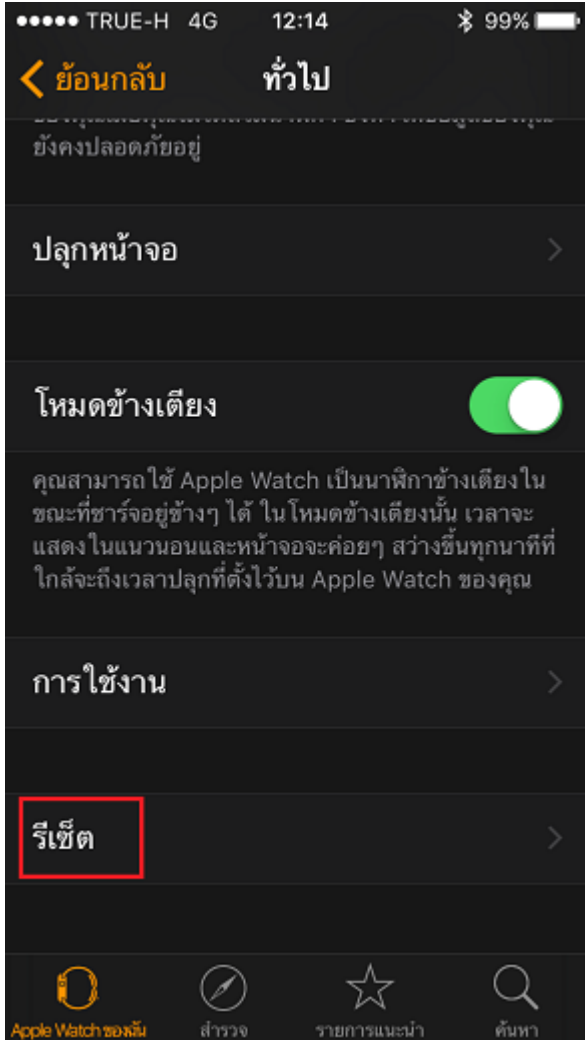 TRUE-H 4G 12:14 99%
ย้อนกลับ ทั่วไป
ยังคงปลอดภัยอยู่
ปลุกหน้าจอ
โหมดข้างเตียง
คุณสามารถใช้ Apple Watch เป็นนาฬิกาข้างเตียงใน
ขณะที่ชาร์จอยู่ข้างๆ ได้ ในโหมดข้างเตียงนั้น เวลาจะ
แสดงในแนวนอนและหน้าจอจะค่อยๆ สว่างขึ้นทุกนาทีที่
ใกล้จะถึงเวลาปลุกที่ตั้งไว้บน Apple Watch ของคุณ
การใช้งาน
รีเซ็ต
Apple Watch ของฉัน สำรวจ รายการแนะนำ ค้นหา